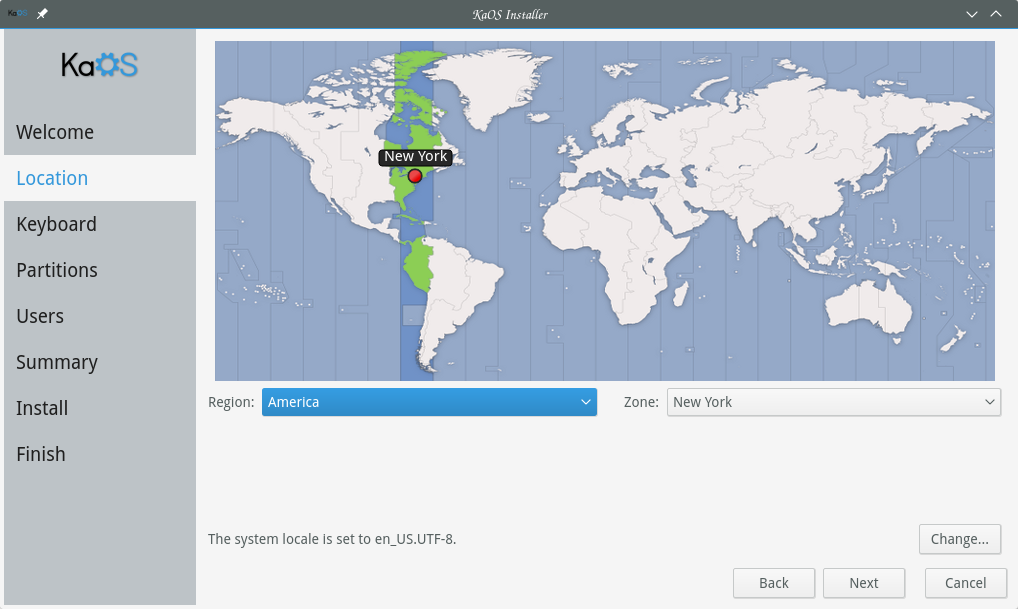 KaOS
KaOS Installer
KaOS
Welcome
Location
Keyboard
Partitions
Users
Summary
Install
Finish
New York
Region: America
Zone: New York
The system locale is set to en_US.UTF-8.
Change...
Back
Next
Cancel